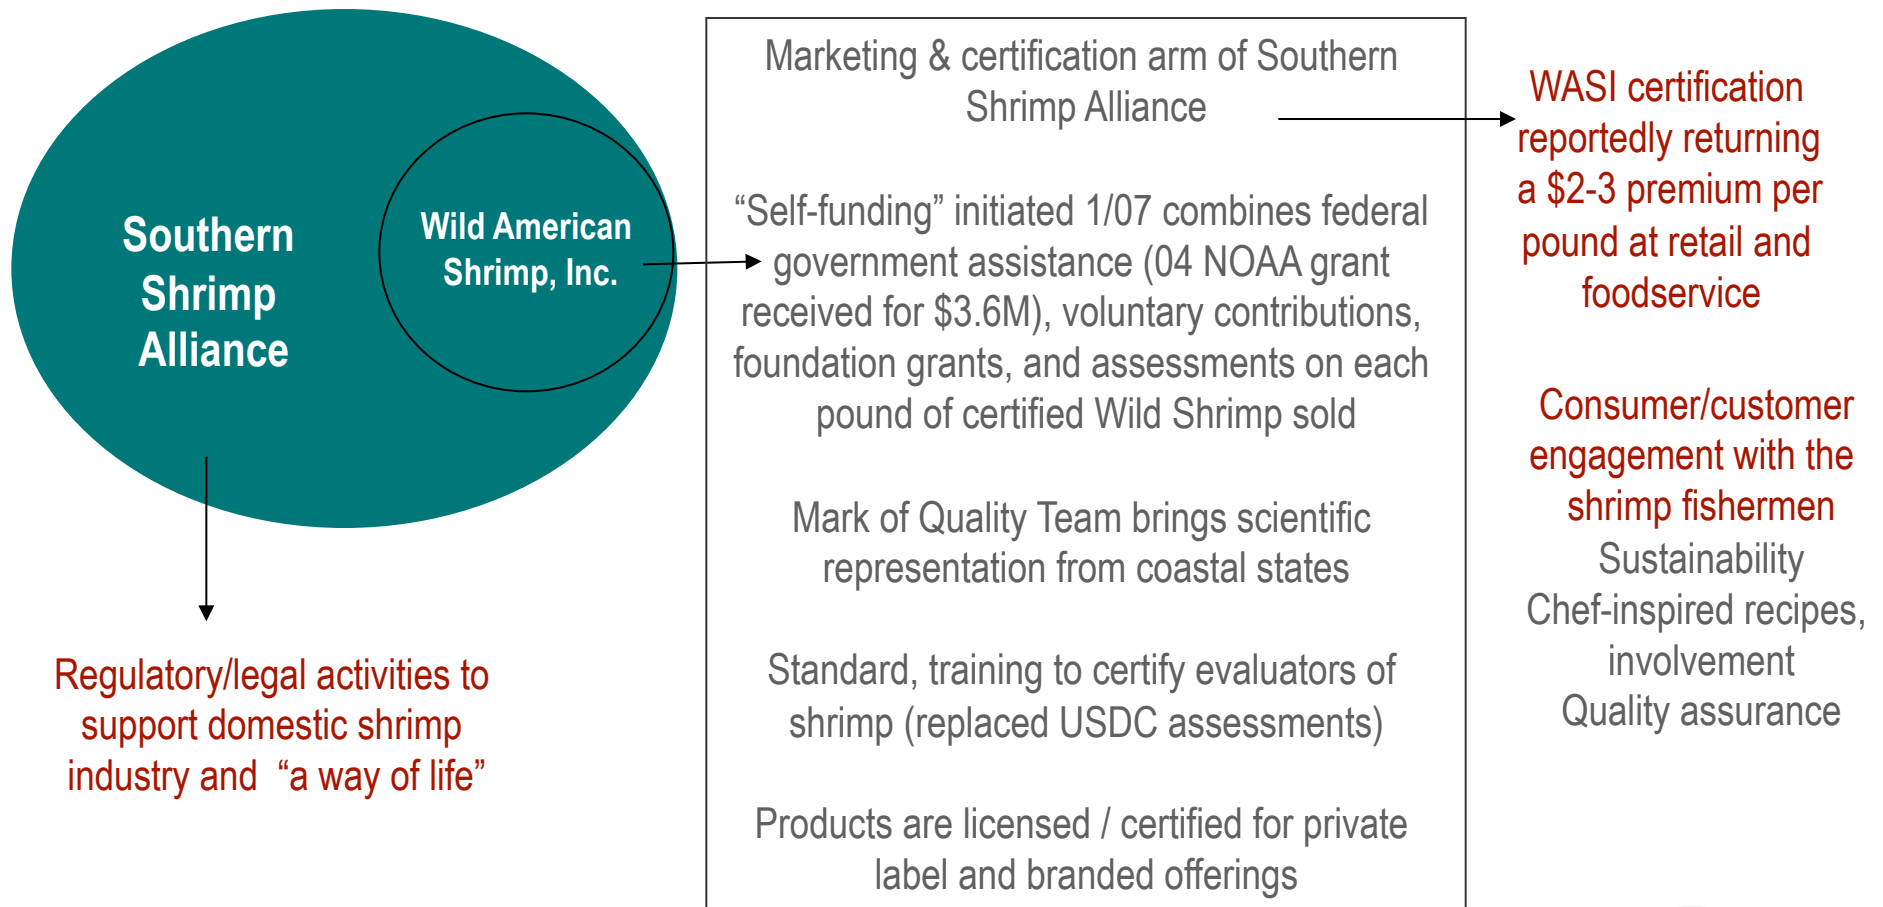 Southern
Shrimp
Alliance
Wild American
Shrimp, Inc.
Regulatory/legal activities to
support domestic shrimp
industry and “a way of life”
Marketing & certification arm of Southern
Shrimp Alliance
“Self-funding” initiated 1/07 combines federal
government assistance (04 NOAA grant
received for $3.6M), voluntary contributions,
foundation grants, and assessments on each
pound of certified Wild Shrimp sold
Mark of Quality Team brings scientific
representation from coastal states
Standard, training to certify evaluators of
shrimp (replaced USDC assessments)
Products are licensed / certified for private
label and branded offerings
WASI certification
reportedly returning
a $2-3 premium per
pound at retail and
foodservice
Consumer/customer
engagement with the
shrimp fishermen
Sustainability
Chef-inspired recipes,
involvement
Quality assurance